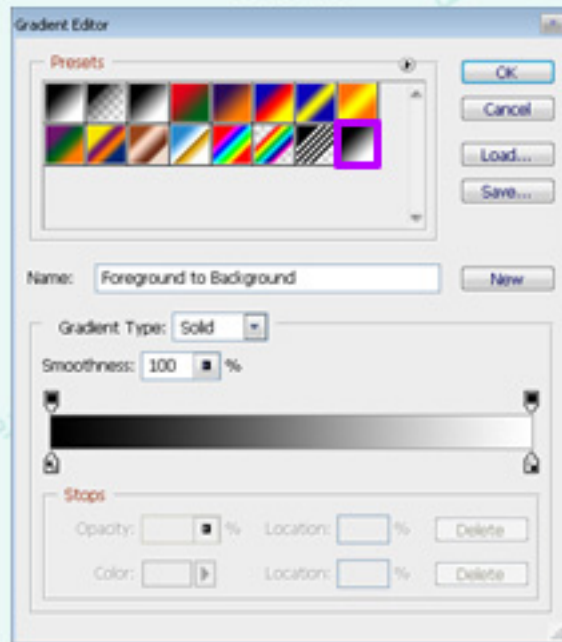 Gradient Editor
Presets
OK
Cancel
Load...
Save...
Name: Foreground to Background
New
Gradient Type: Solid
Smoothness: 100 %
Stops
Opacity: % Location: % Delete
Color: Location: % Delete